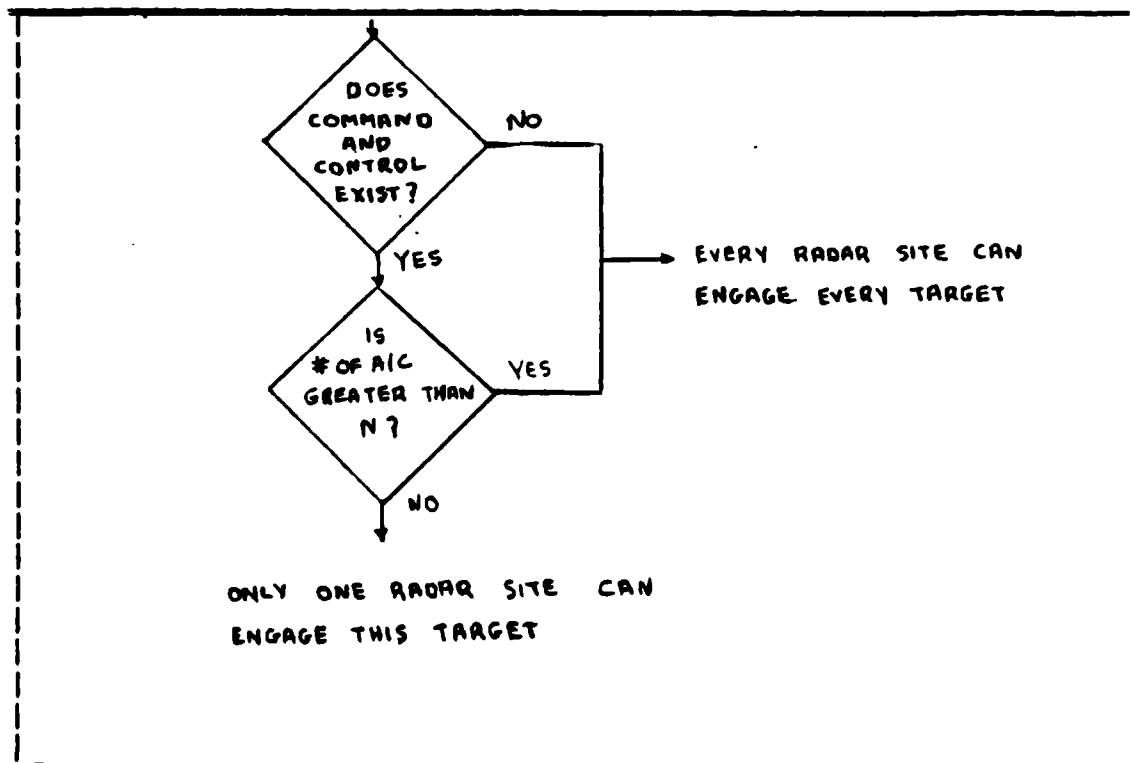 DOES
COMMAND
AND
CONTROL
EXIST?
NO
YES
EVERY RADAR SITE CAN
ENGAGE EVERY TARGET
IS
# OF A/C
GREATER THAN
N?
YES
NO
ONLY ONE RADAR SITE CAN
ENGAGE THIS TARGET